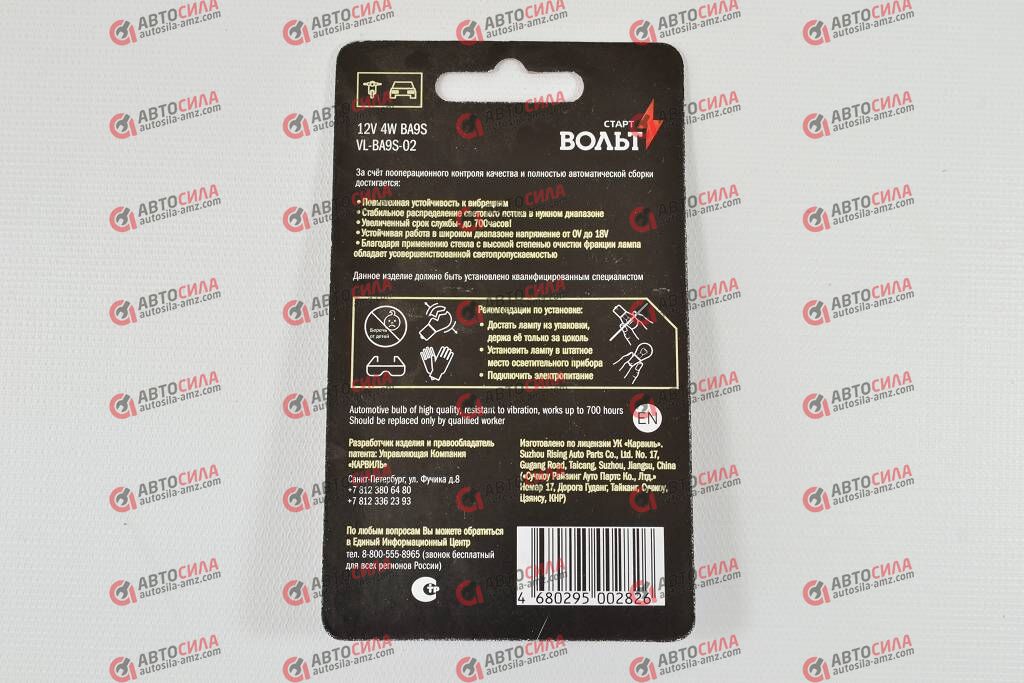 12V 4W BA9S
VL-BA9S-02
СТАРТ
ВОЛЬТ
За счёт пооперационного контроля качества и полностью автоматической сборки
достигается:
• Повышенная устойчивость к вибрациям
• Стабильное распределение светового потока в нужном диапазоне
• Увеличенный срок службы до 700часов!
• Устойчивая работа в широком диапазоне напряжение от 0V до 18V
• Благодаря применению стекла с высокой степенью очистки фракции лампа
обладает усовершенствованной светопропускаемостью
Данное изделие должно быть установлено квалифицированным специалистом
Беречь
от детей
Рекомендации по установке:
• Достать лампу из упаковки,
держа её только за цоколь
• Установить лампу в штатное
место осветительного прибора
• Подключить электропитание
Automotive bulb of high quality, resistant to vibration, works up to 700 hours
Should be replaced only by qualified worker
EN
Разработчик изделия и правообладатель
патента: Управляющая Компания
«КАРВИЛЬ»
Санкт-Петербург, ул. Фучика д.8
+7 812 380 64 80
+7 812 336 23 93
Изготовлено по лицензии УК «Карвиль».
Suzhou Rising Auto Parts Co., Ltd. No. 17,
Gugang Road, Taicang, Suzhou, Jiangsu, China
(«Сучжоу Райзинг Ауто Партс Ко., Лтд.»
Номер 17, Дорога Гуданг, Тайканг, Сучжоу,
Цзянсу, КНР)
По любым вопросам Вы можете обратиться
в Единый Информационный Центр
тел. 8-800-555-8965 (звонок бесплатный
для всех регионов России)
4 680295 002826
АВТОСИЛА
autosila-amz.com